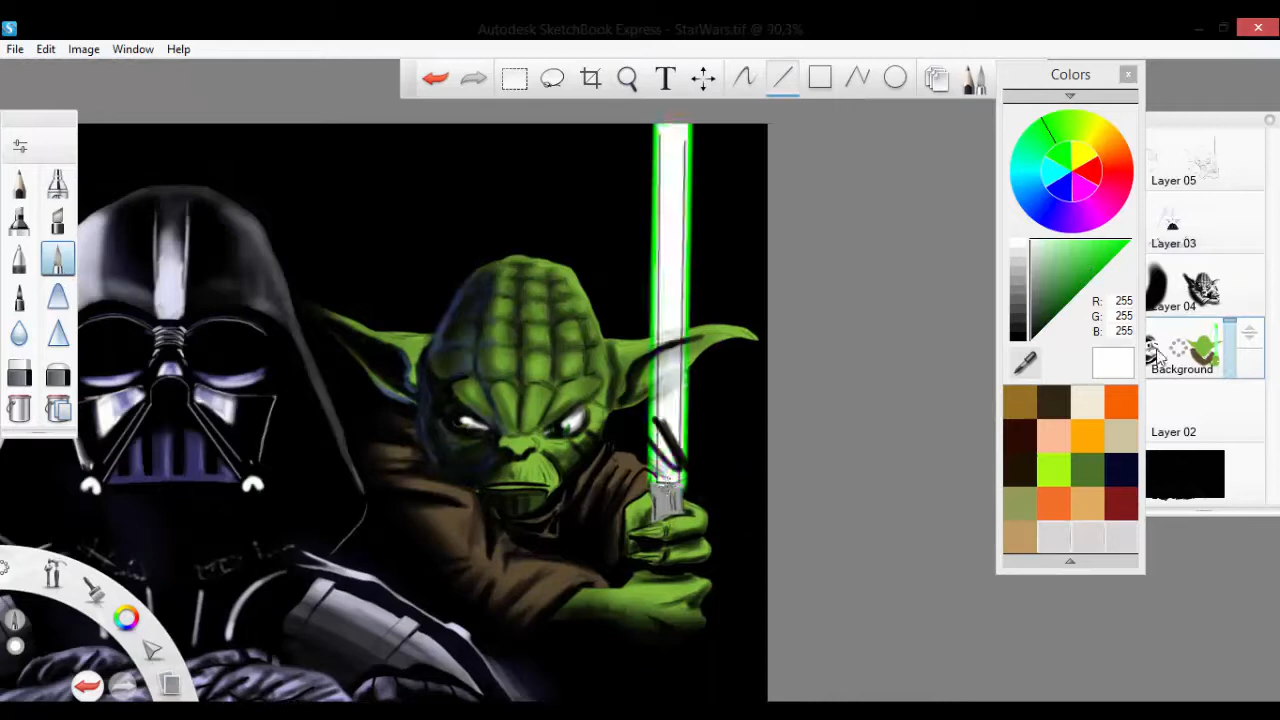 Autodesk SketchBook Express - StarWars.tif @ 90.3%
File Edit Image Window Help
T
Colors
R: 255
G: 255
B: 255
Layer 05
Layer 03
Layer 04
Background
Layer 02